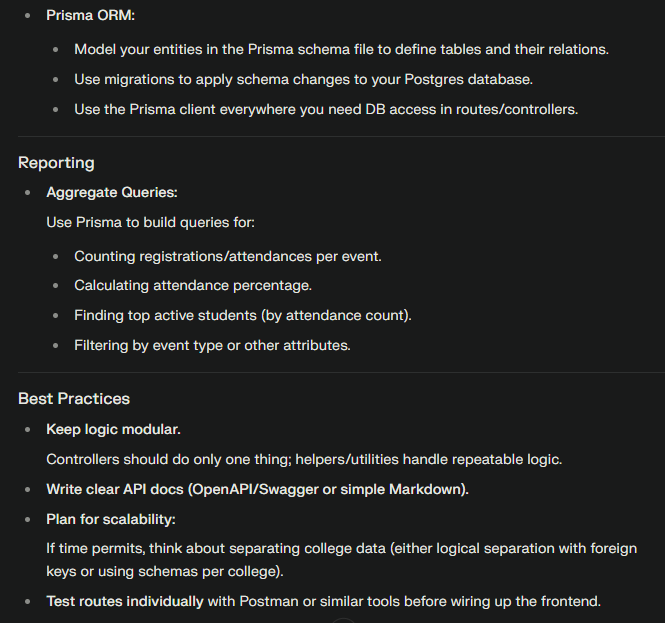 Prisma ORM:
Model your entities in the Prisma schema file to define tables and their relations.
Use migrations to apply schema changes to your Postgres database.
Use the Prisma client everywhere you need DB access in routes/controllers.
Reporting
Aggregate Queries:
Use Prisma to build queries for:
Counting registrations/attendances per event.
Calculating attendance percentage.
Finding top active students (by attendance count).
Filtering by event type or other attributes.
Best Practices
Keep logic modular.
Controllers should do only one thing; helpers/utilities handle repeatable logic.
Write clear API docs (OpenAPI/Swagger or simple Markdown).
Plan for scalability:
If time permits, think about separating college data (either logical separation with foreign
keys or using schemas per college).
Test routes individually with Postman or similar tools before wiring up the frontend.